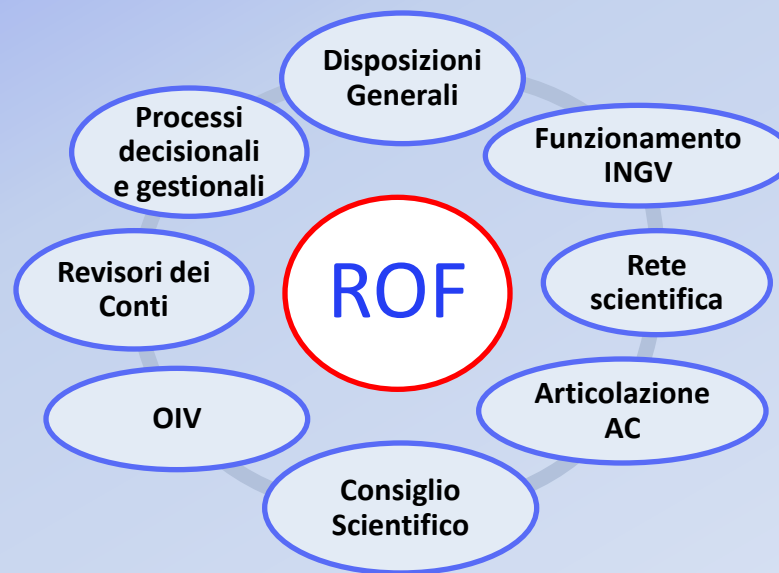 Disposizioni
Generali
Funzionamento
INGV
Rete
scientifica
Articolazione
AC
Consiglio
Scientifico
OIV
Revisori dei
Conti
Processi
decisionali
e gestionali
ROF